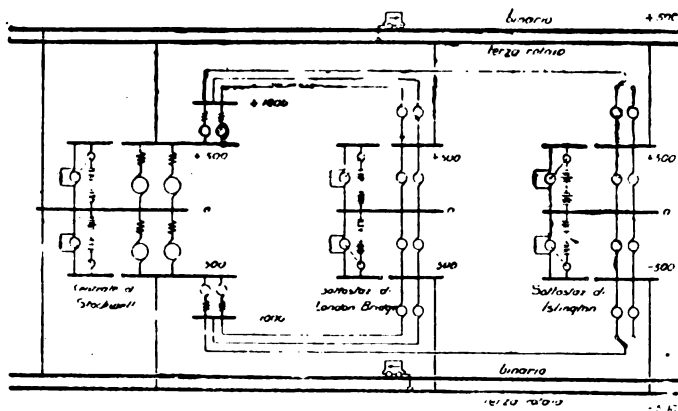 binario
+ 500
terza rotaia
+ 1000
+ 500
+500
+500
0
0
0
500
500
-500
Centrale di
Stockwell
Sottostaz di
London Bridge
Sottostaz di
Islington
1000
binario
terza rotaia